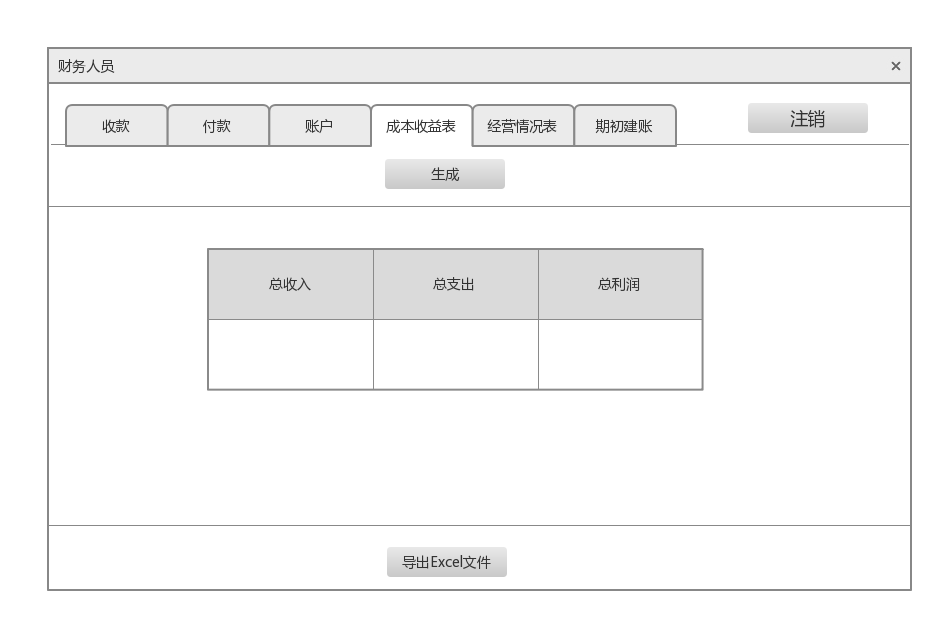 财务人员
收款 付款 账户 成本收益表 经营情况表 期初建账 注销
生成
总收入 总支出 总利润
导出Excel文件